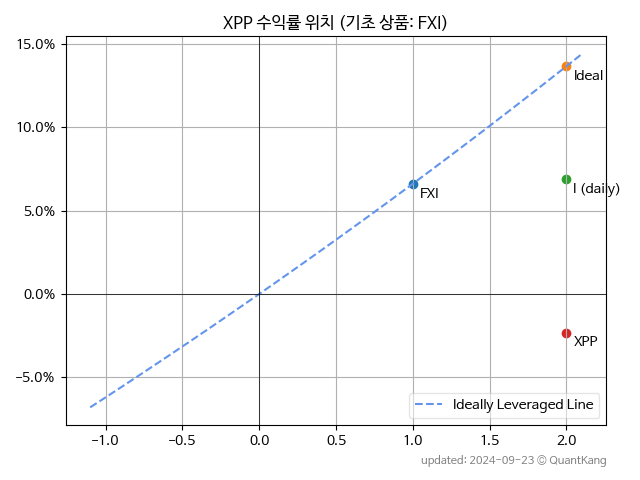 XPP 수익률 위치 (기초 상품: FXI)
15.0%
10.0%
5.0%
0.0%
−5.0%
Ideal
I (daily)
FXI
XPP
Ideally Leveraged Line
−1.0 −0.5 0.0 0.5 1.0 1.5 2.0
updated: 2024-09-23 © QuantKang